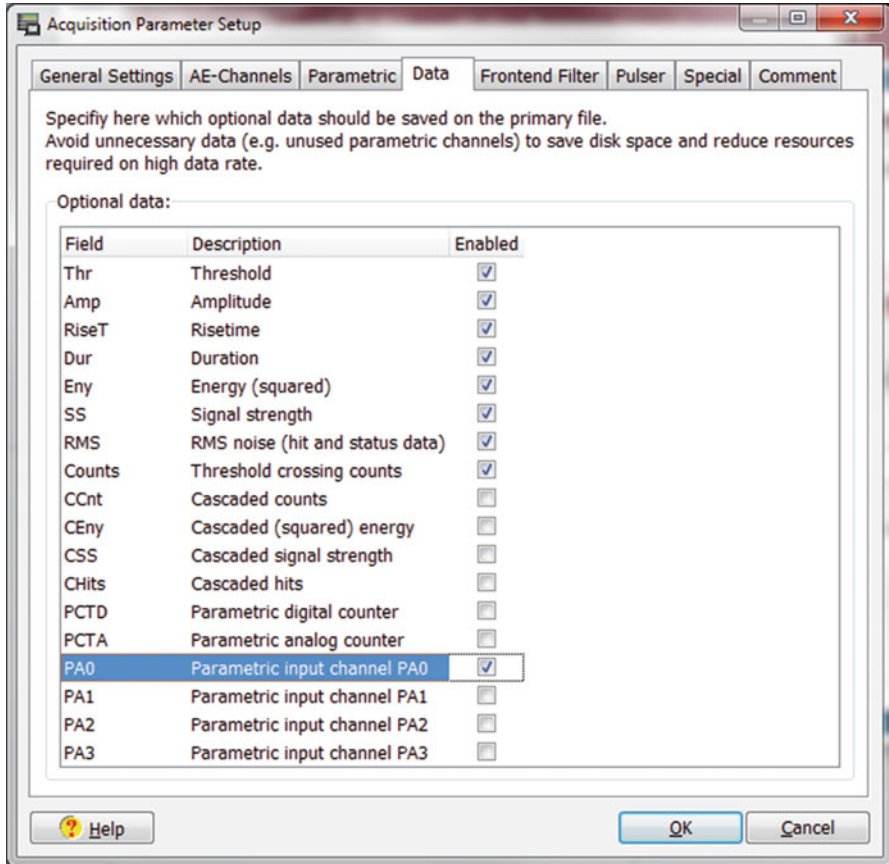 Acquisition Parameter Setup
General Settings AE-Channels Parametric Data Frontend Filter Pulser Special Comment
Specifiy here which optional data should be saved on the primary file.
Avoid unnecessary data (e.g. unused parametric channels) to save disk space and reduce resources
required on high data rate.
Optional data:
Field Description Enabled
Thr Threshold
Amp Amplitude
RiseT Risetime
Dur Duration
Eny Energy (squared)
SS Signal strength
RMS RMS noise (hit and status data)
Counts Threshold crossing counts
CCnt Cascaded counts
CEny Cascaded (squared) energy
CSS Cascaded signal strength
CHits Cascaded hits
PCTD Parametric digital counter
PCTA Parametric analog counter
PA0 Parametric input channel PA0
PA1 Parametric input channel PA1
PA2 Parametric input channel PA2
PA3 Parametric input channel PA3
? Help OK Cancel